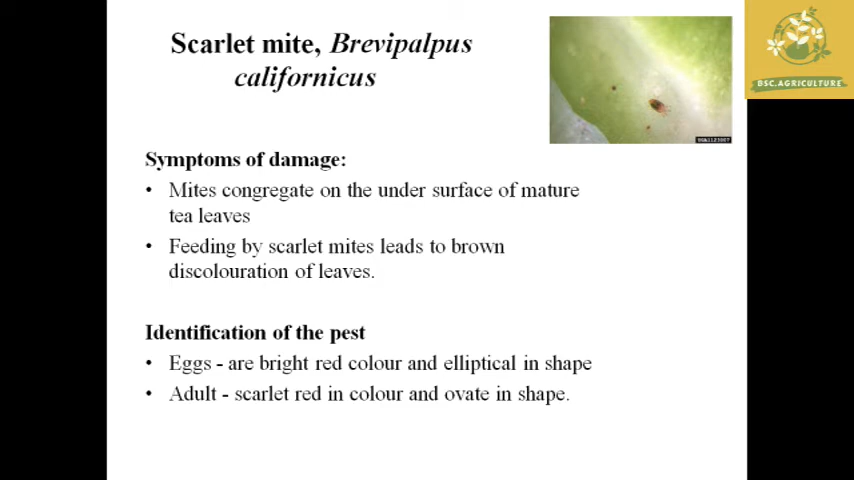 Scarlet mite, Brevipalpus
californicus
BSC.AGRICULTURE
Symptoms of damage:
• Mites congregate on the under surface of mature
tea leaves
• Feeding by scarlet mites leads to brown
discolouration of leaves.
Identification of the pest
• Eggs - are bright red colour and elliptical in shape
• Adult - scarlet red in colour and ovate in shape.